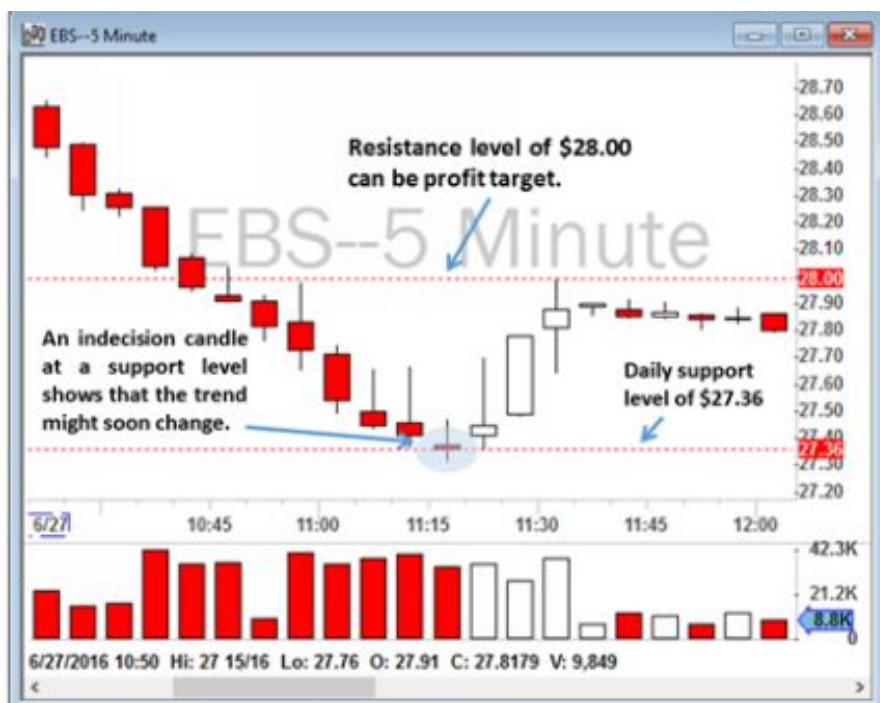 EBS--5 Minute
28.70
28.60
Resistance level of $28.00
can be profit target.
28.50
28.40
28.30
28.20
EBS--5 Minute
28.10
28.00
27.90
27.80
An indecision candle
at a support level
shows that the trend
might soon change.
27.70
Daily support
level of $27.36
27.60
27.50
27.40
27.36
27.30
27.20
6/27
10:45
11:00
11:15
11:30
11:45
12:00
42.3K
21.2K
8.8K
0
6/27/2016 10:50 Hi: 27 15/16 Lo: 27.76 O: 27.91 C: 27.8179 V: 9,849